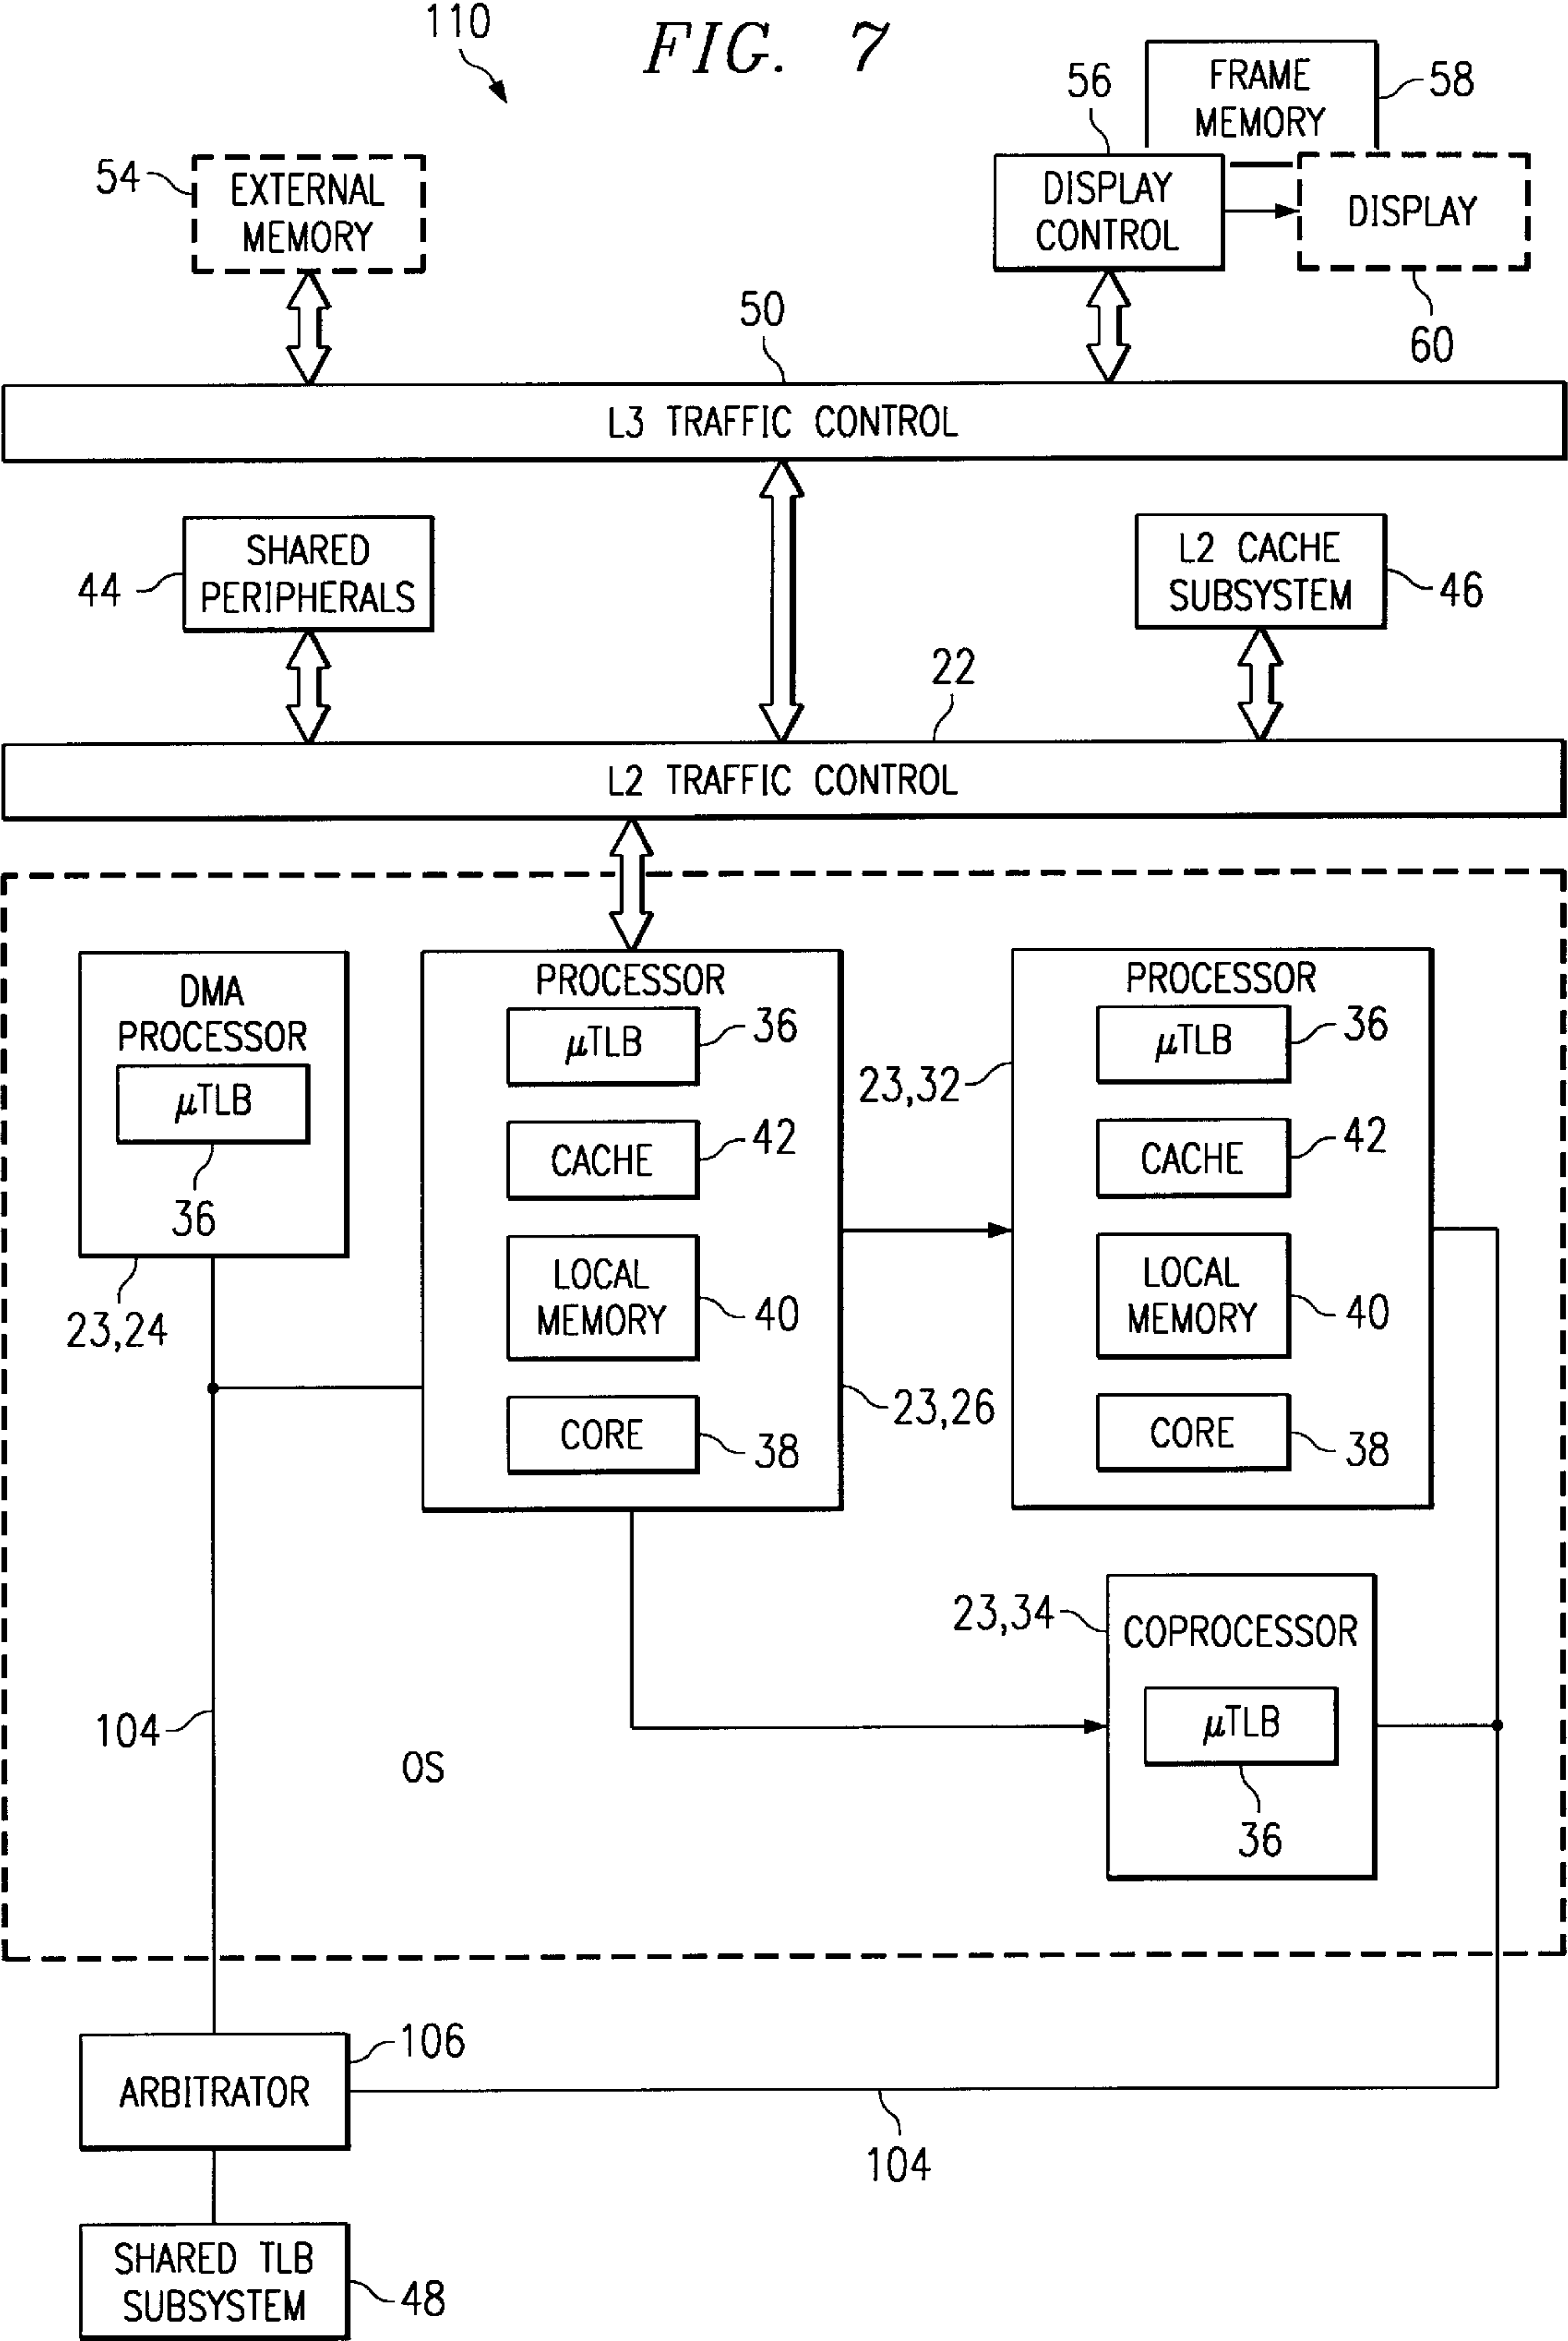 110
FIG. 7
56
FRAME
MEMORY
58
54
EXTERNAL
MEMORY
DISPLAY
CONTROL
DISPLAY
60
50
L3 TRAFFIC CONTROL
44
SHARED
PERIPHERALS
L2 CACHE
SUBSYSTEM
46
22
L2 TRAFFIC CONTROL
DMA
PROCESSOR
μTLB
36
23,24
PROCESSOR
μTLB
36
CACHE
42
LOCAL
MEMORY
40
CORE
38
23,26
PROCESSOR
23,32
μTLB
36
CACHE
42
LOCAL
MEMORY
40
CORE
38
23,34
COPROCESSOR
μTLB
36
104
OS
106
ARBITRATOR
104
SHARED TLB
SUBSYSTEM
48